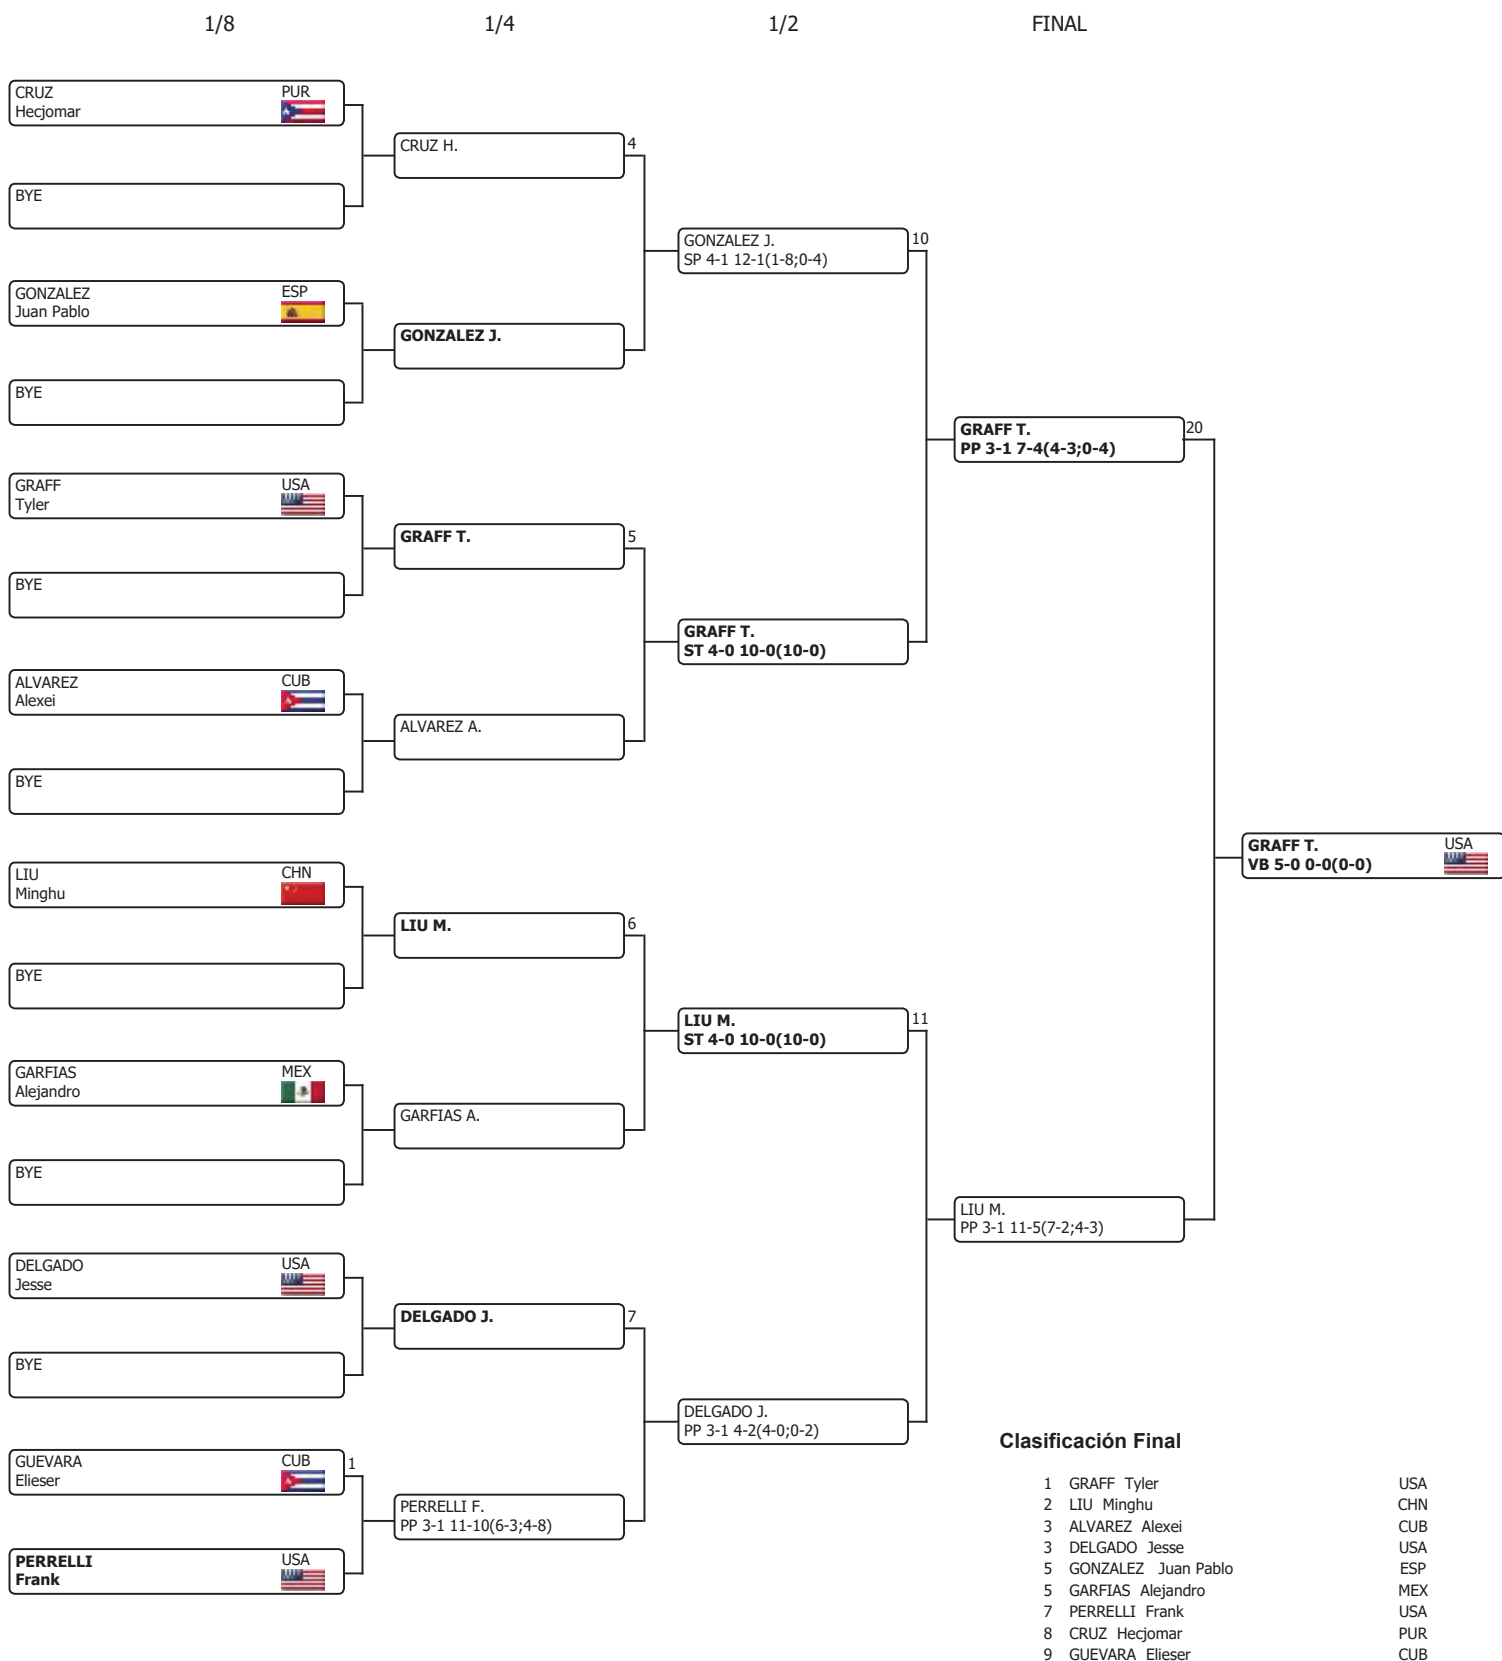 1/8
1/4
1/2
FINAL
CRUZ
Hecjomar
PUR
BYE
GONZALEZ
Juan Pablo
ESP
BYE
GRAFF
Tyler
USA
BYE
ALVAREZ
Alexei
CUB
BYE
LIU
Minghu
CHN
BYE
GARFIAS
Alejandro
MEX
BYE
DELGADO
Jesse
USA
BYE
GUEVARA
Elieser
CUB
1
PERRELLI
Frank
USA
CRUZ H.
4
GONZALEZ J.
GRAFF T.
5
ALVAREZ A.
LIU M.
6
GARFIAS A.
DELGADO J.
7
PERRELLI F.
PP 3-1 11-10(6-3;4-8)
GONZALEZ J.
SP 4-1 12-1(1-8;0-4)
10
GRAFF T.
ST 4-0 10-0(10-0)
LIU M.
ST 4-0 10-0(10-0)
11
DELGADO J.
PP 3-1 4-2(4-0;0-2)
GRAFF T.
PP 3-1 7-4(4-3;0-4)
20
LIU M.
PP 3-1 11-5(7-2;4-3)
GRAFF T.
VB 5-0 0-0(0-0)
USA
Clasificación Final
1 GRAFF Tyler USA
2 LIU Minghu CHN
3 ALVAREZ Alexei CUB
3 DELGADO Jesse USA
5 GONZALEZ Juan Pablo ESP
5 GARFIAS Alejandro MEX
7 PERRELLI Frank USA
8 CRUZ Hecjomar PUR
9 GUEVARA Elieser CUB